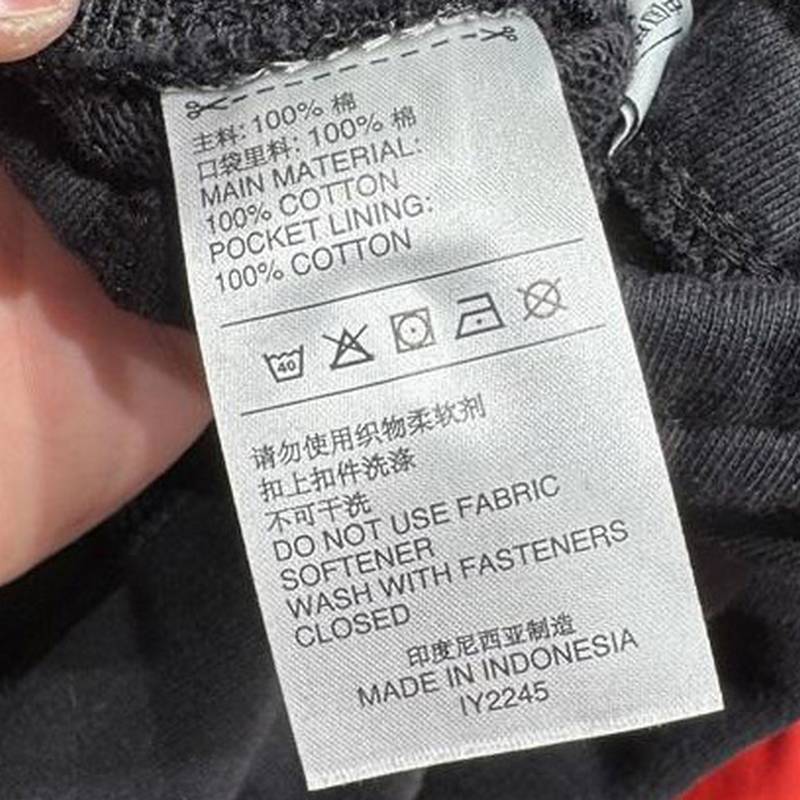 主料: 100% 棉
口袋里料: 100% 棉
MAIN MATERIAL:
100% COTTON
POCKET LINING:
100% COTTON
40
请勿使用织物柔软剂
扣上扣件洗涤
不可干洗
DO NOT USE FABRIC
SOFTENER
WASH WITH FASTENERS
CLOSED
印度尼西亚制造
MADE IN INDONESIA
IY2245